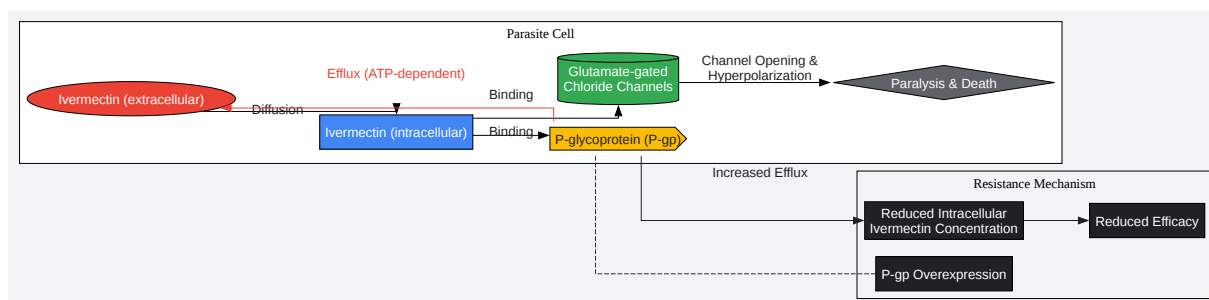 Parasite Cell
Efflux (ATP-dependent)
Ivermectin (extracellular)
Diffusion
Ivermectin (intracellular)
Binding
Binding
Glutamate-gated
Chloride Channels
P-glycoprotein (P-gp)
Channel Opening &
Hyperpolarization
Paralysis & Death
Increased Efflux
Resistance Mechanism
Reduced Intracellular
Ivermectin Concentration
Reduced Efficacy
P-gp Overexpression